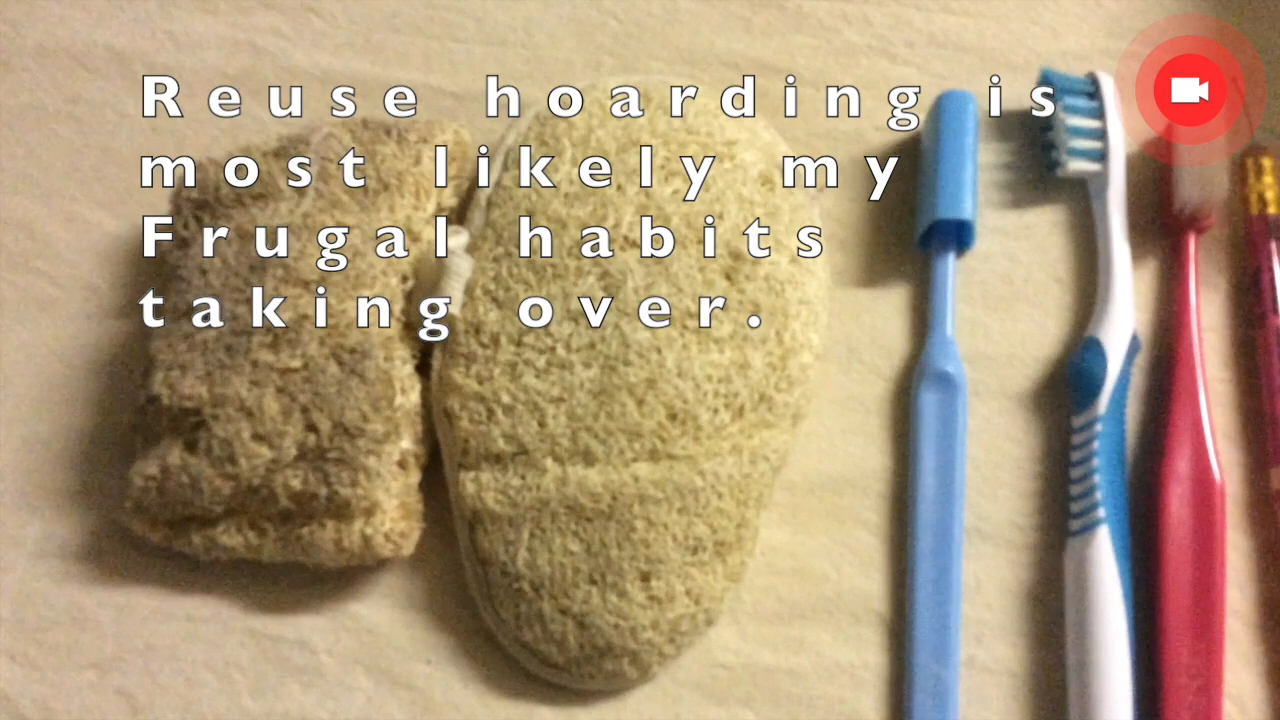 Reuse hoarding is
most likely my
Frugal habits
taking over.